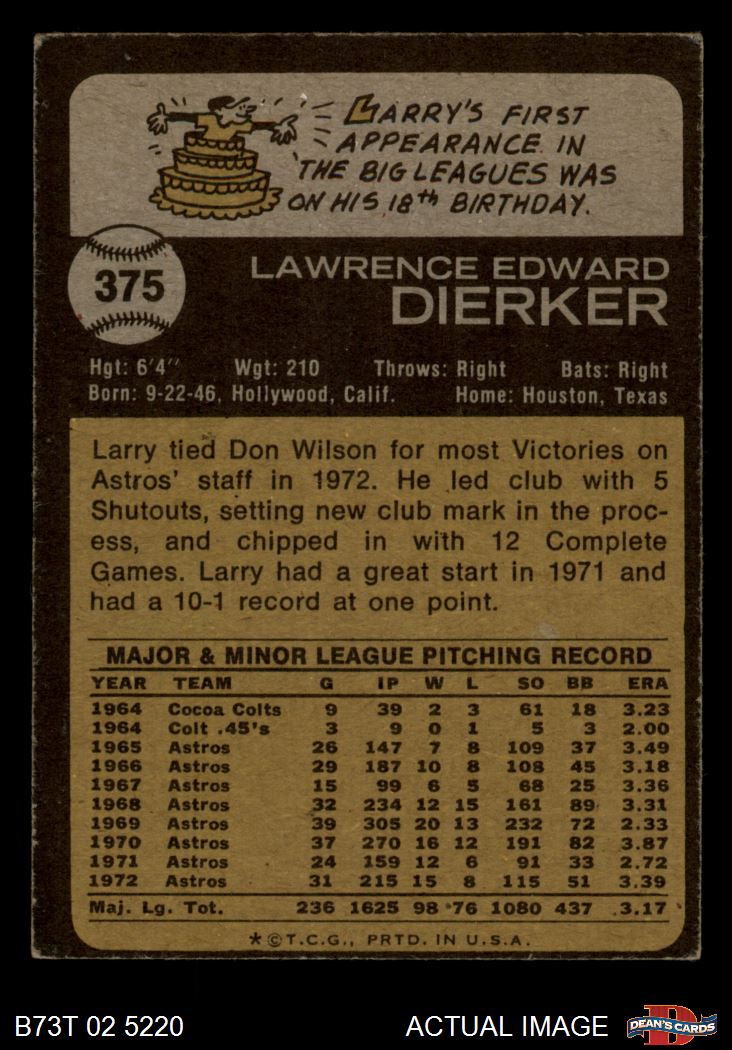 LARRY'S FIRST
APPEARANCE IN
THE BIG LEAGUES WAS
ON HIS 18th BIRTHDAY.
375
LAWRENCE EDWARD
DIERKER
Hgt: 6'4" Wgt: 210 Throws: Right Bats: Right
Born: 9-22-46, Hollywood, Calif. Home: Houston, Texas
Larry tied Don Wilson for most Victories on
Astros' staff in 1972. He led club with 5
Shutouts, setting new club mark in the proc-
ess, and chipped in with 12 Complete
Games. Larry had a great start in 1971 and
had a 10-1 record at one point.
MAJOR & MINOR LEAGUE PITCHING RECORD
YEAR TEAM G IP W L SO BB ERA
1964 Cocoa Colts 9 39 2 3 61 18 3.23
1964 Colt .45's 3 9 0 1 5 3 2.00
1965 Astros 26 147 7 8 109 37 3.49
1966 Astros 29 187 10 8 108 45 3.18
1967 Astros 15 99 6 5 68 25 3.36
1968 Astros 32 234 12 15 161 89 3.31
1969 Astros 39 305 20 13 232 72 2.33
1970 Astros 37 270 16 12 191 82 3.87
1971 Astros 24 159 12 6 91 33 2.72
1972 Astros 31 215 15 8 115 51 3.39
Maj. Lg. Tot. 236 1625 98 76 1080 437 3.17
*©T.C.G., PRTD. IN U.S.A.
B73T 02 5220 ACTUAL IMAGE D DEAN'S CARDS